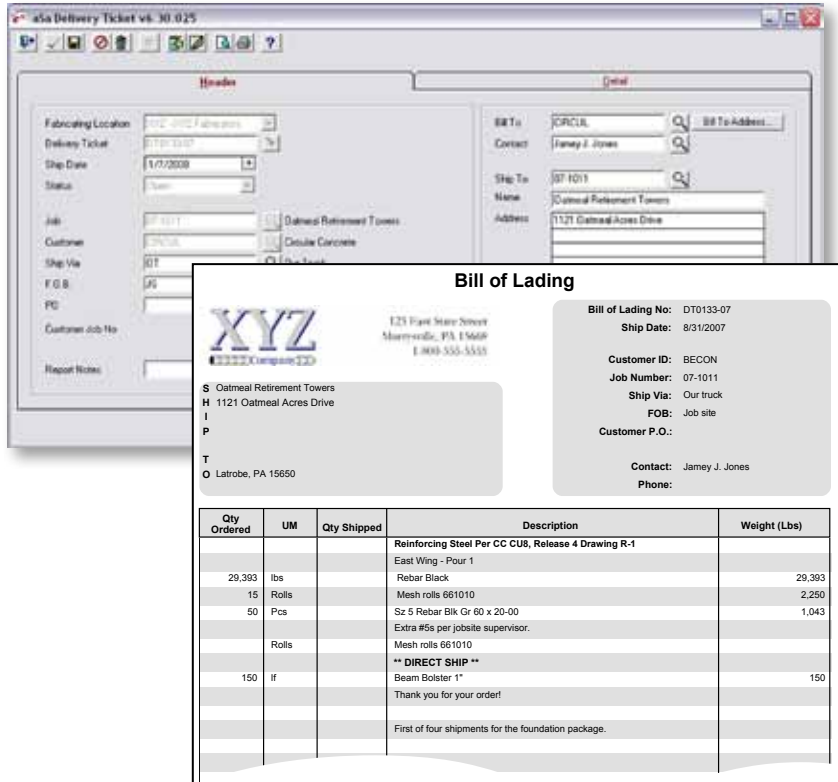 aSa Delivery Ticket v6.30.025
Header
Detail
Fabricating Location
Delivery Ticket
Ship Date 1/7/2008
Status
Job 07-1011 Oatmeal Retirement Towers
Customer CIRCUL Circular Concrete
Ship Via OT
F.O.B. JS
PO
Customer Job No
Report Notes
Bill To CIRCUL Bill To Address...
Contact Jamey J. Jones
Ship To 07-1011
Name Oatmeal Retirement Towers
Address 1121 Oatmeal Acres Drive
Bill of Lading
XYZ
Company
123 East State Street
PA 15668
1-800-555-5555
Bill of Lading No: DT0133-07
Ship Date: 8/31/2007
Customer ID: BECON
Job Number: 07-1011
Ship Via: Our truck
FOB: Job site
Customer P.O.:
Contact: Jamey J. Jones
Phone:
SHIP TO
Oatmeal Retirement Towers
1121 Oatmeal Acres Drive
Latrobe, PA 15650
Qty Ordered UM Qty Shipped Description Weight (Lbs)
Reinforcing Steel Per CC CU8, Release 4 Drawing R-1
East Wing - Pour 1
29,393 lbs Rebar Black 29,393
15 Rolls Mesh rolls 661010 2,250
50 Pcs Sz 5 Rebar Blk Gr 60 x 20-00 1,043
Extra #5s per jobsite supervisor.
Rolls Mesh rolls 661010
** DIRECT SHIP **
150 lf Beam Bolster 1" 150
Thank you for your order!
First of four shipments for the foundation package.